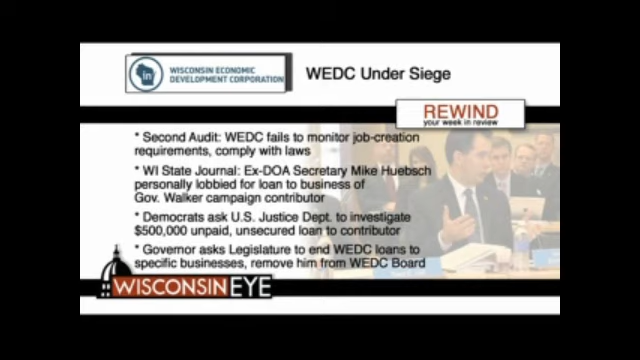 in
WISCONSIN ECONOMIC
DEVELOPMENT CORPORATION
WEDC Under Siege
REWIND
your week in review
* Second Audit: WEDC fails to monitor job-creation
requirements, comply with laws
* WI State Journal: Ex-DOA Secretary Mike Huebsch
personally lobbied for loan to business of
Gov. Walker campaign contributor
* Democrats ask U.S. Justice Dept. to investigate
$500,000 unpaid, unsecured loan to contributor
* Governor asks Legislature to end WEDC loans to
specific businesses, remove him from WEDC Board
WISCONSINEYE